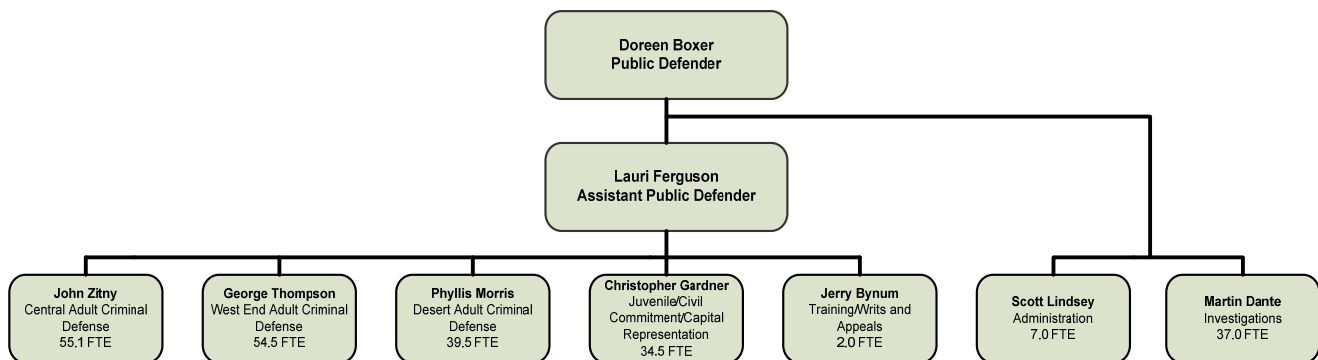 Doreen Boxer
Public Defender
Lauri Ferguson
Assistant Public Defender
John Zitny
Central Adult Criminal
Defense
55.1 FTE
George Thompson
West End Adult Criminal
Defense
54.5 FTE
Phyllis Morris
Desert Adult Criminal
Defense
39.5 FTE
Christopher Gardner
Juvenile/Civil
Commitment/Capital
Representation
34.5 FTE
Jerry Bynum
Training/Writs and
Appeals
2.0 FTE
Scott Lindsey
Administration
7.0 FTE
Martin Dante
Investigations
37.0 FTE